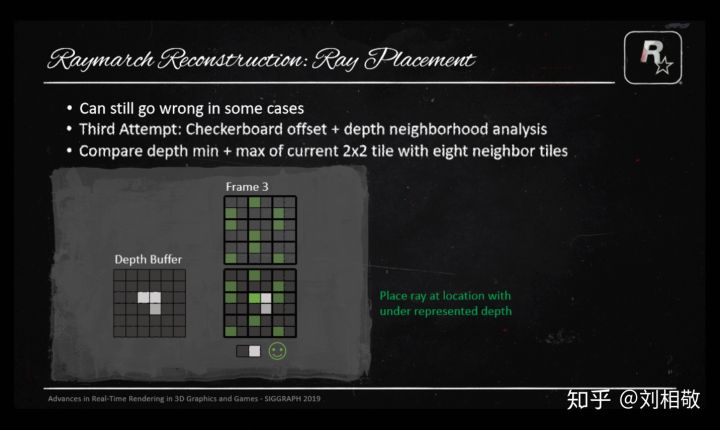 Raymarch Reconstruction: Ray Placement
R
• Can still go wrong in some cases
• Third Attempt: Checkerboard offset + depth neighborhood analysis
• Compare depth min + max of current 2x2 tile with eight neighbor tiles
Frame 3
Depth Buffer
Place ray at location with
under represented depth
Advances in Real-Time Rendering in 3D Graphics and Games - SIGGRAPH 2019
知乎 @刘相敬